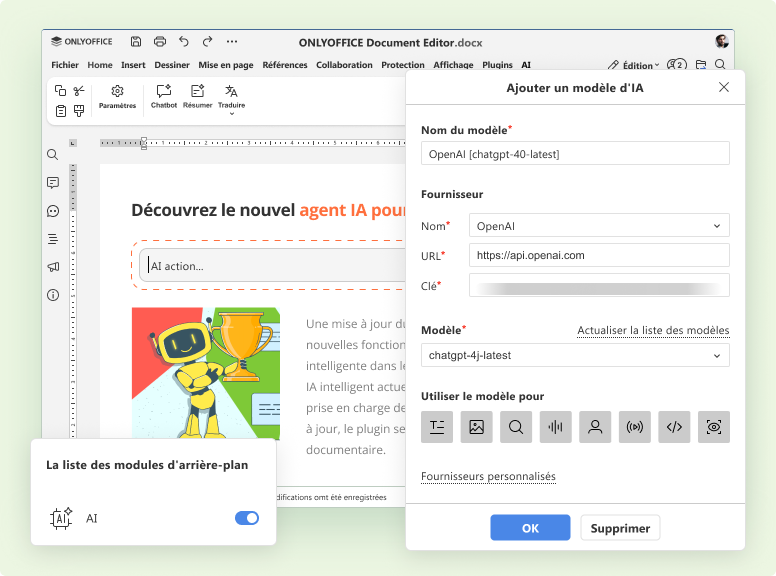 ONLYOFFICE
ONLYOFFICE Document Editor.docx
Fichier Home Insert Dessiner Mise en page Références Collaboration Protection Affichage Plugins AI
Édition 2
Paramètres Chatbot Résumer Traduire
Découvrez le nouvel agent IA pour
AI action...
Une mise à jour du
nouvelles fonction
intelligente dans le
IA intelligent actue
prise en charge de
à jour, le plugin se
documentaire.
difications omt été enregistrées
La liste des modules d'arrière-plan
AI AI
Ajouter un modèle d'IA
Nom du modèle*
OpenAI [chatgpt-40-latest]
Fournisseur
Nom* OpenAI
URL* https://api.openai.com
Clé*
Modèle* Actualiser la liste des modèles
chatgpt-4j-latest
Utiliser le modèle pour
Fournisseurs personnalisés
OK Supprimer